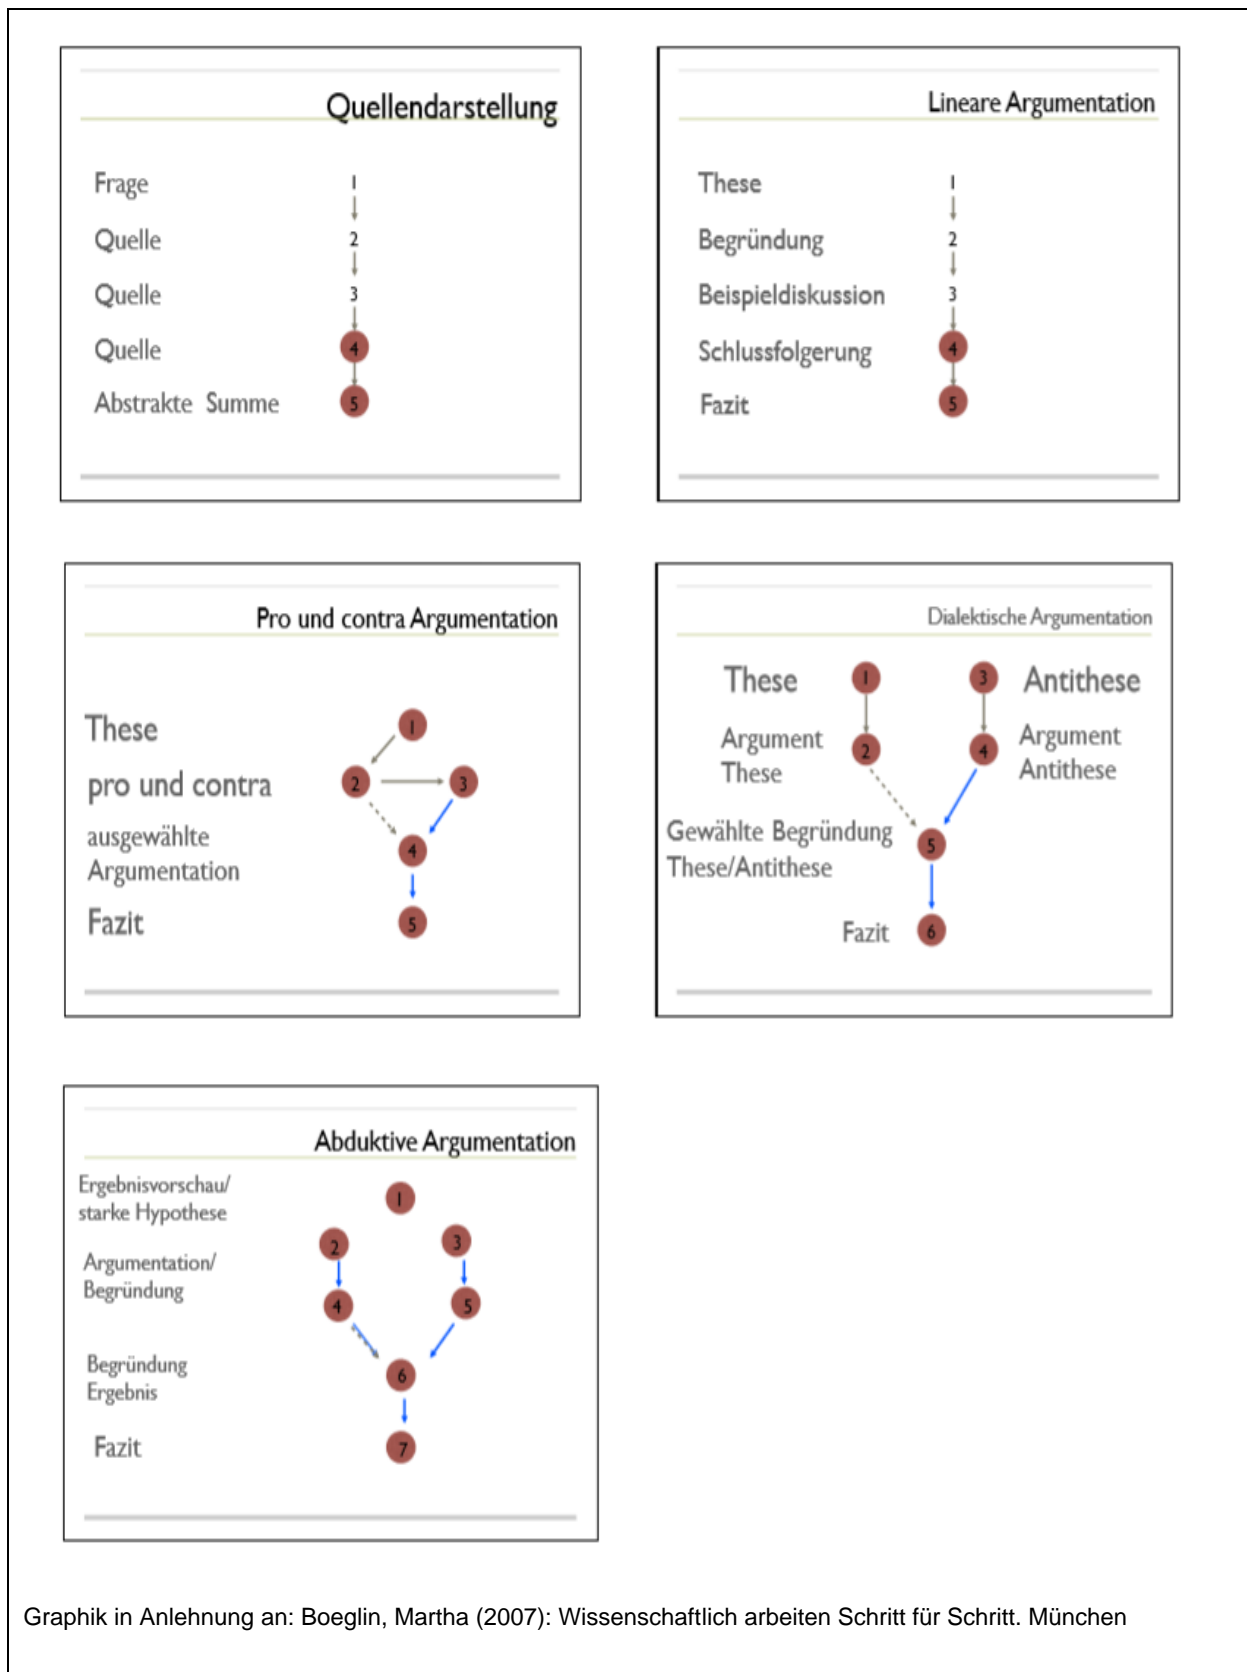 Quellendarstellung
Frage 1
Quelle 2
Quelle 3
Quelle 4
Abstrakte Summe 5
Lineare Argumentation
These 1
Begründung 2
Beispieldiskussion 3
Schlussfolgerung 4
Fazit 5
Pro und contra Argumentation
These 1
pro und contra 2 3
ausgewählte
Argumentation 4
Fazit 5
Dialektische Argumentation
These 1 3 Antithese
Argument
These 2
4 Argument
Antithese
Gewählte Begründung
These/Antithese 5
Fazit 6
Abduktive Argumentation
Ergebnisvorschau/
starke Hypothese 1
2 3
Argumentation/
Begründung 4 5
Begründung
Ergebnis 6
Fazit 7
Graphik in Anlehnung an: Boeglin, Martha (2007): Wissenschaftlich arbeiten Schritt für Schritt. München